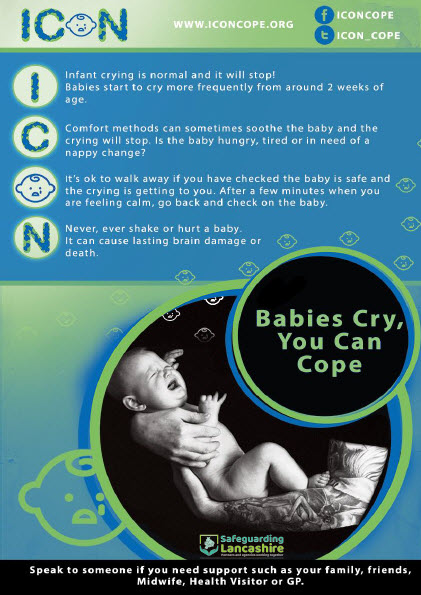 ICON
WWW.ICONCOPE.ORG
ICONCOPE
ICON_COPE
I
Infant crying is normal and it will stop!
Babies start to cry more frequently from around 2 weeks of
age.
C
Comfort methods can sometimes soothe the baby and the
crying will stop. Is the baby hungry, tired or in need of a
nappy change?
It's ok to walk away if you have checked the baby is safe and
the crying is getting to you. After a few minutes when you
are feeling calm, go back and check on the baby.
N
Never, ever shake or hurt a baby.
It can cause lasting brain damage or
death.
Babies Cry,
You Can
Cope
Safeguarding
Lancashire
Speak to someone if you need support such as your family, friends,
Midwife, Health Visitor or GP.